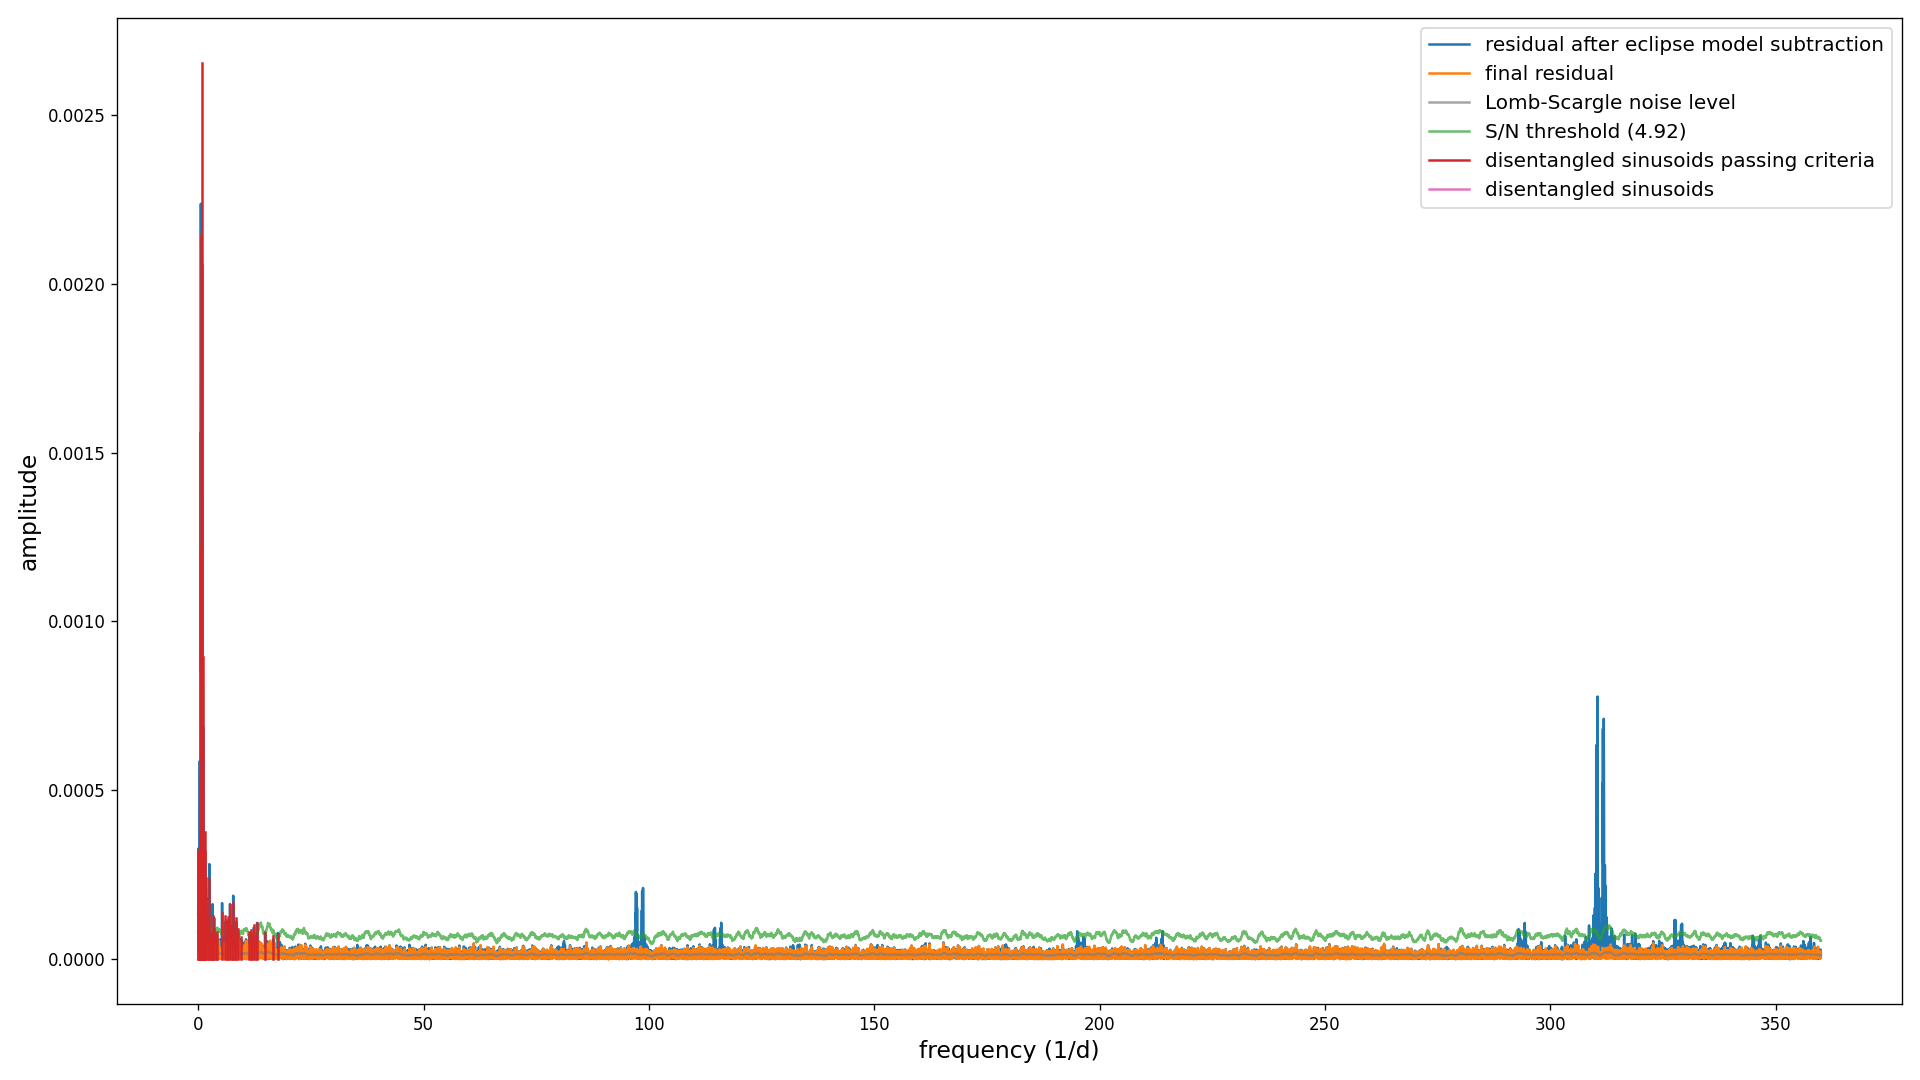 residual after eclipse model subtraction
final residual
Lomb-Scargle noise level
S/N threshold (4.92)
disentangled sinusoids passing criteria
disentangled sinusoids
0.0025
0.0020
0.0015
0.0010
0.0005
0.0000
amplitude
0 50 100 150 200 250 300 350
frequency (1/d)